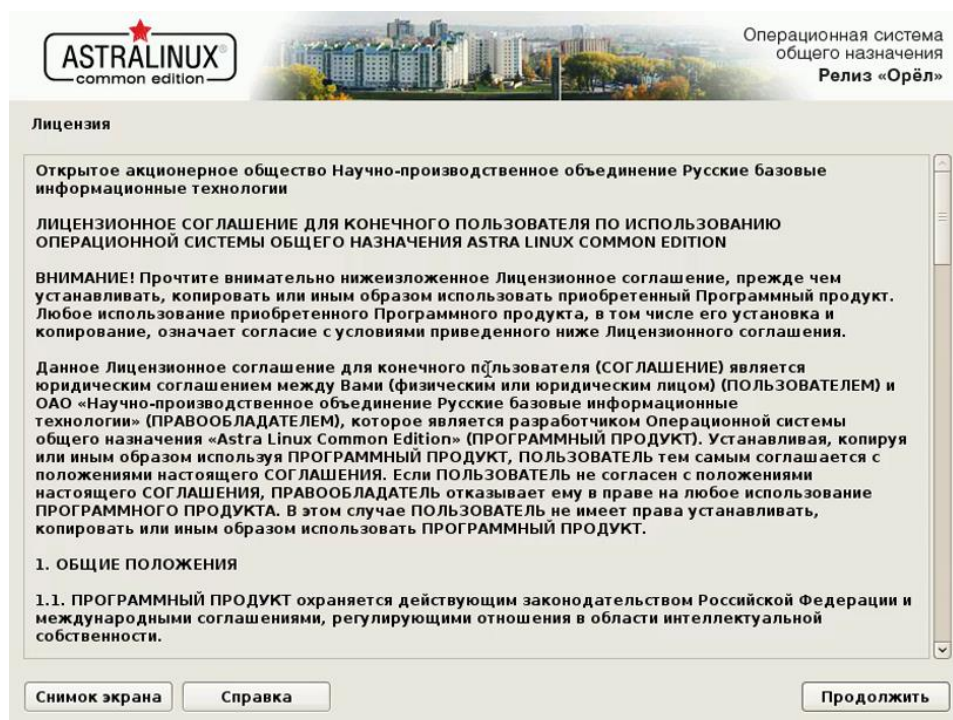 ASTRALINUX®
common edition
Операционная система
общего назначения
Релиз «Орёл»
Лицензия
Открытое акционерное общество Научно-производственное объединение Русские базовые
информационные технологии
ЛИЦЕНЗИОННОЕ СОГЛАШЕНИЕ ДЛЯ КОНЕЧНОГО ПОЛЬЗОВАТЕЛЯ ПО ИСПОЛЬЗОВАНИЮ
ОПЕРАЦИОННОЙ СИСТЕМЫ ОБЩЕГО НАЗНАЧЕНИЯ ASTRA LINUX COMMON EDITION
ВНИМАНИЕ! Прочтите внимательно нижеизложенное Лицензионное соглашение, прежде чем
устанавливать, копировать или иным образом использовать приобретенный Программный продукт.
Любое использование приобретенного Программного продукта, в том числе его установка и
копирование, означает согласие с условиями приведенного ниже Лицензионного соглашения.
Данное Лицензионное соглашение для конечного пользователя (СОГЛАШЕНИЕ) является
юридическим соглашением между Вами (физическим или юридическим лицом) (ПОЛЬЗОВАТЕЛЕМ) и
ОАО «Научно-производственное объединение Русские базовые информационные
технологии» (ПРАВООБЛАДАТЕЛЕМ), которое является разработчиком Операционной системы
общего назначения «Astra Linux Common Edition» (ПРОГРАММНЫЙ ПРОДУКТ). Устанавливая, копируя
или иным образом используя ПРОГРАММНЫЙ ПРОДУКТ, ПОЛЬЗОВАТЕЛЬ тем самым соглашается с
положениями настоящего СОГЛАШЕНИЯ. Если ПОЛЬЗОВАТЕЛЬ не согласен с положениями
настоящего СОГЛАШЕНИЯ, ПРАВООБЛАДАТЕЛЬ отказывает ему в праве на любое использование
ПРОГРАММНОГО ПРОДУКТА. В этом случае ПОЛЬЗОВАТЕЛЬ не имеет права устанавливать,
копировать или иным образом использовать ПРОГРАММНЫЙ ПРОДУКТ.
1. ОБЩИЕ ПОЛОЖЕНИЯ
1.1. ПРОГРАММНЫЙ ПРОДУКТ охраняется действующим законодательством Российской Федерации и
международными соглашениями, регулирующими отношения в области интеллектуальной
собственности.
Снимок экрана
Справка
Продолжить